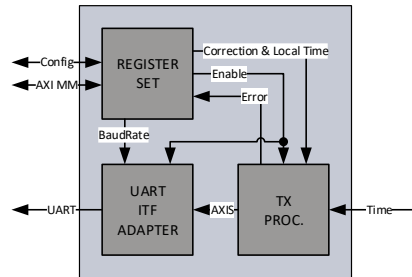 Correction & Local Time
Config
REGISTER
SET
Enable
AXI MM
Error
BaudRate
UART
ITF
ADAPTER
TX
PROC.
UART
AXIS
Time